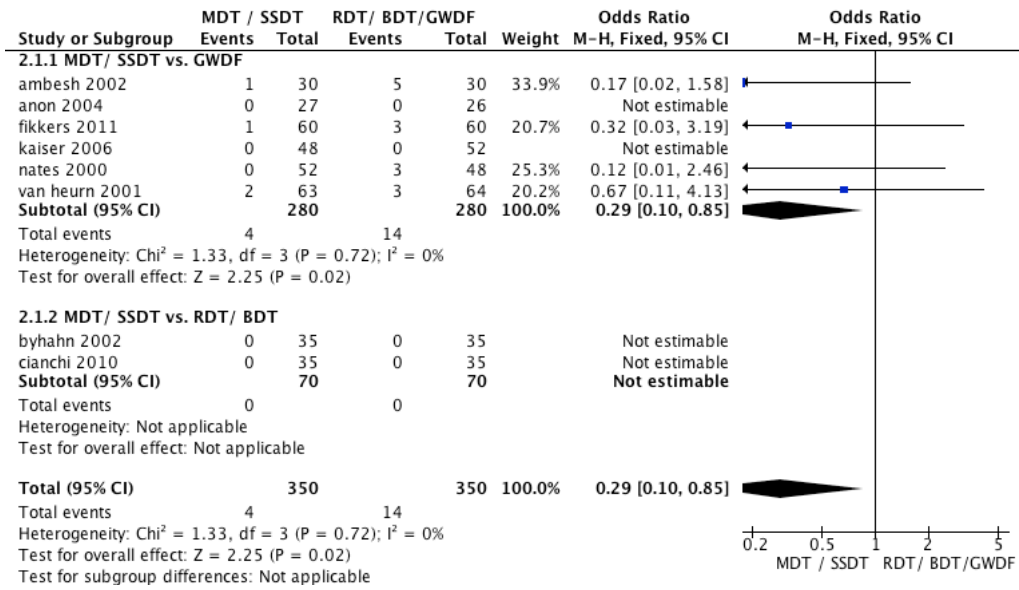 MDT / SSDT RDT/ BDT/GWDF Odds Ratio Odds Ratio
Study or Subgroup Events Total Events Total Weight M-H, Fixed, 95% CI M-H, Fixed, 95% CI
2.1.1 MDT/ SSDT vs. GWDF
ambesh 2002 1 30 5 30 33.9% 0.17 [0.02, 1.58]
anon 2004 0 27 0 26 Not estimable
fikkers 2011 1 60 3 60 20.7% 0.32 [0.03, 3.19]
kaiser 2006 0 48 0 52 Not estimable
nates 2000 0 52 3 48 25.3% 0.12 [0.01, 2.46]
van heurn 2001 2 63 3 64 20.2% 0.67 [0.11, 4.13]
Subtotal (95% CI) 280 280 100.0% 0.29 [0.10, 0.85]
Total events 4 14
Heterogeneity: Chi² = 1.33, df = 3 (P = 0.72); I² = 0%
Test for overall effect: Z = 2.25 (P = 0.02)
2.1.2 MDT/ SSDT vs. RDT/ BDT
byhahn 2002 0 35 0 35 Not estimable
cianchi 2010 0 35 0 35 Not estimable
Subtotal (95% CI) 70 70 Not estimable
Total events 0 0
Heterogeneity: Not applicable
Test for overall effect: Not applicable
Total (95% CI) 350 350 100.0% 0.29 [0.10, 0.85]
Total events 4 14
Heterogeneity: Chi² = 1.33, df = 3 (P = 0.72); I² = 0%
Test for overall effect: Z = 2.25 (P = 0.02)
Test for subgroup differences: Not applicable
0.2 0.5 1 2 5
MDT / SSDT RDT/ BDT/GWDF